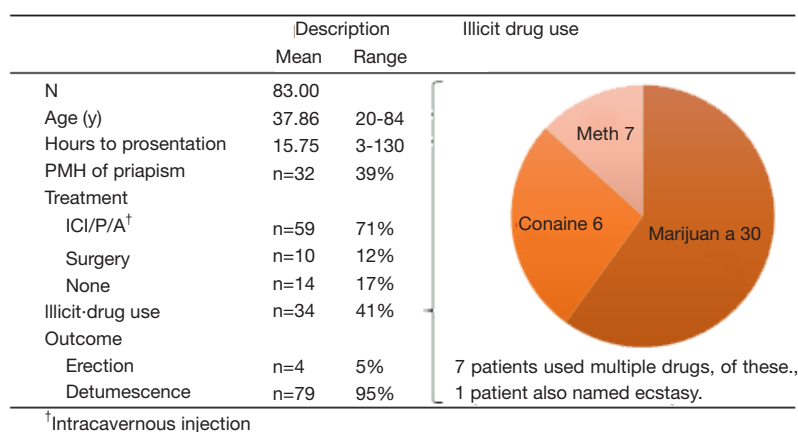 Description Illicit drug use
Mean Range
N 83.00
Age (y) 37.86 20-84
Hours to prosentation 15.75 3-130
PMH of priapism n=32 39%
Treatment
ICI/P/A† n=59 71%
Surgery n=10 12%
None n=14 17%
Illicit·drug use n=34 41%
Outcome
Erection n=4 5%
Detumescence n=79 95%
Meth 7
Conaine 6
Marijuan a 30
7 patients used multiple drugs, of these.,
1 patient also named ecstasy.
†Intracavernous injection